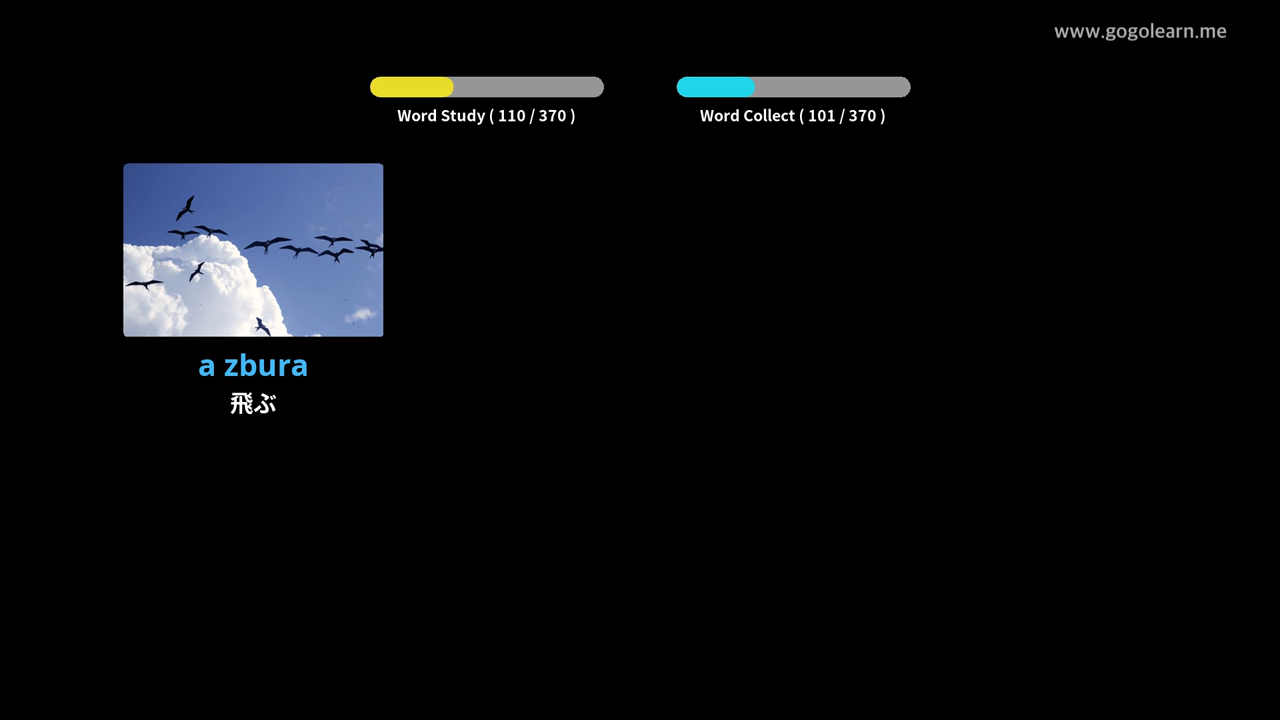 www.gogolearn.me
Word Study ( 110 / 370 )
Word Collect ( 101 / 370 )
a zbura
飛ぶ